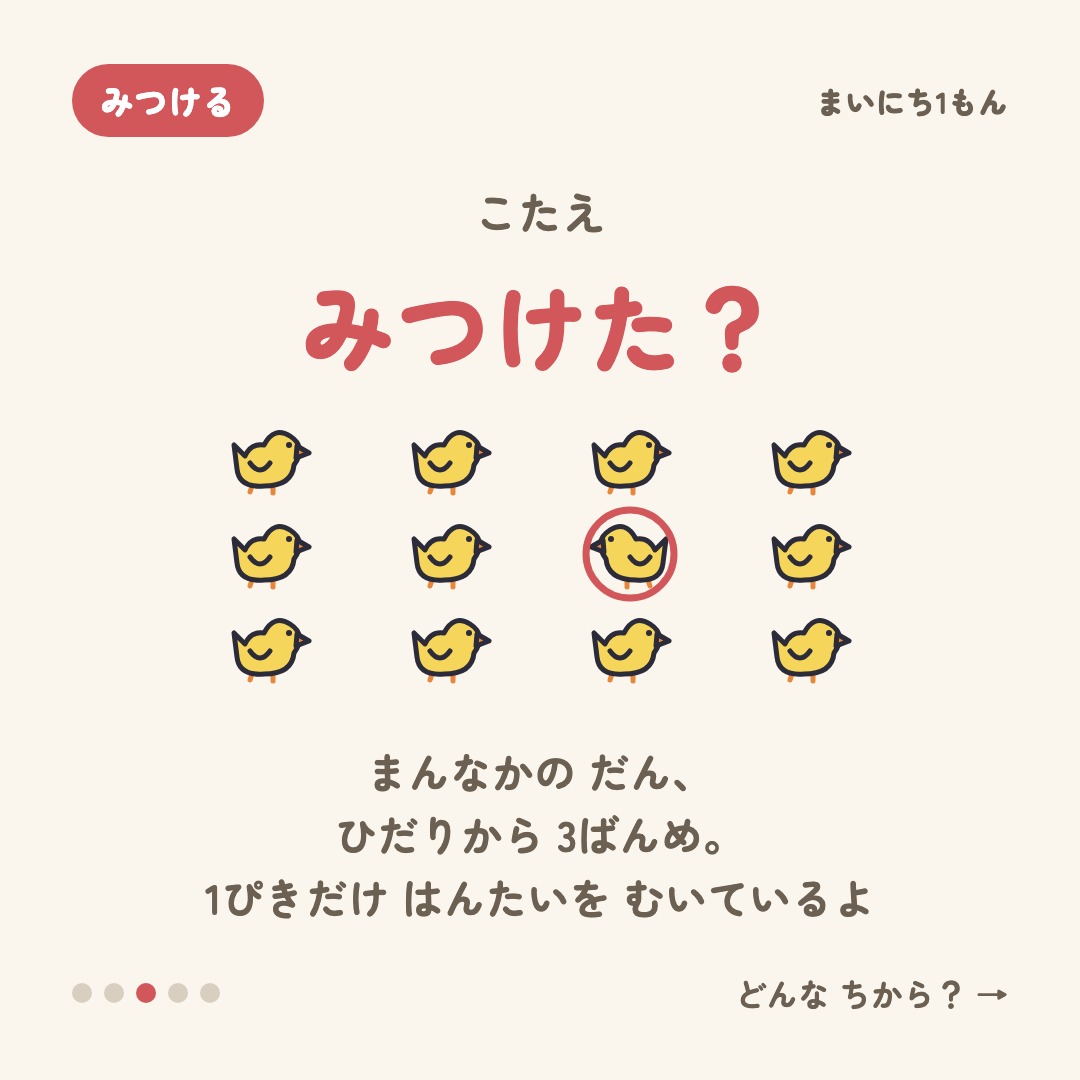 みつける
まいにち1もん
こたえ
みつけた？
まんなかの だん、
ひだりから 3ばんめ。
1ぴきだけ はんたいを むいているよ
どんな ちから？ →